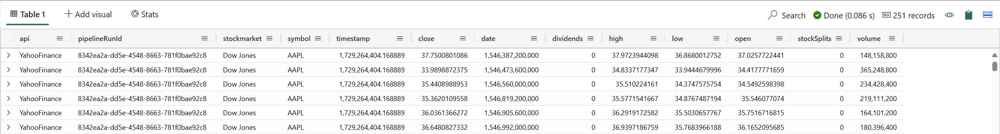 Table 1 Add visual Stats Search Done (0.086 s) 123 251 records
api pipelineRunId stockmarket symbol timestamp close date dividends high low open stockSplits volume
YahooFinance 8342ea2a-dd5e-4548-8663-781f0bae92c8 Dow Jones AAPL 1,729,264,404.168889 37.7500801086 1,546,387,200,000 0 37.9723944098 36.8680012752 37.0257722441 0 148,158,800
YahooFinance 8342ea2a-dd5e-4548-8663-781f0bae92c8 Dow Jones AAPL 1,729,264,404.168889 33.9898872375 1,546,473,600,000 0 34.8337177347 33.9444679996 34.4177771659 0 365,248,800
YahooFinance 8342ea2a-dd5e-4548-8663-781f0bae92c8 Dow Jones AAPL 1,729,264,404.168889 35.4408988953 1,546,560,000,000 0 35.510224161 34.3747575754 34.5492598398 0 234,428,400
YahooFinance 8342ea2a-dd5e-4548-8663-781f0bae92c8 Dow Jones AAPL 1,729,264,404.168889 35.3620109558 1,546,819,200,000 0 35.5771541667 34.8767487194 35.546077074 0 219,111,200
YahooFinance 8342ea2a-dd5e-4548-8663-781f0bae92c8 Dow Jones AAPL 1,729,264,404.168889 36.0361366272 1,546,905,600,000 0 36.2919172582 35.5030657767 35.7516716815 0 164,101,200
YahooFinance 8342ea2a-dd5e-4548-8663-781f0bae92c8 Dow Jones AAPL 1,729,264,404.168889 36.6480827332 1,546,992,000,000 0 36.9397186759 35.7683966188 36.1652095685 0 180,396,400